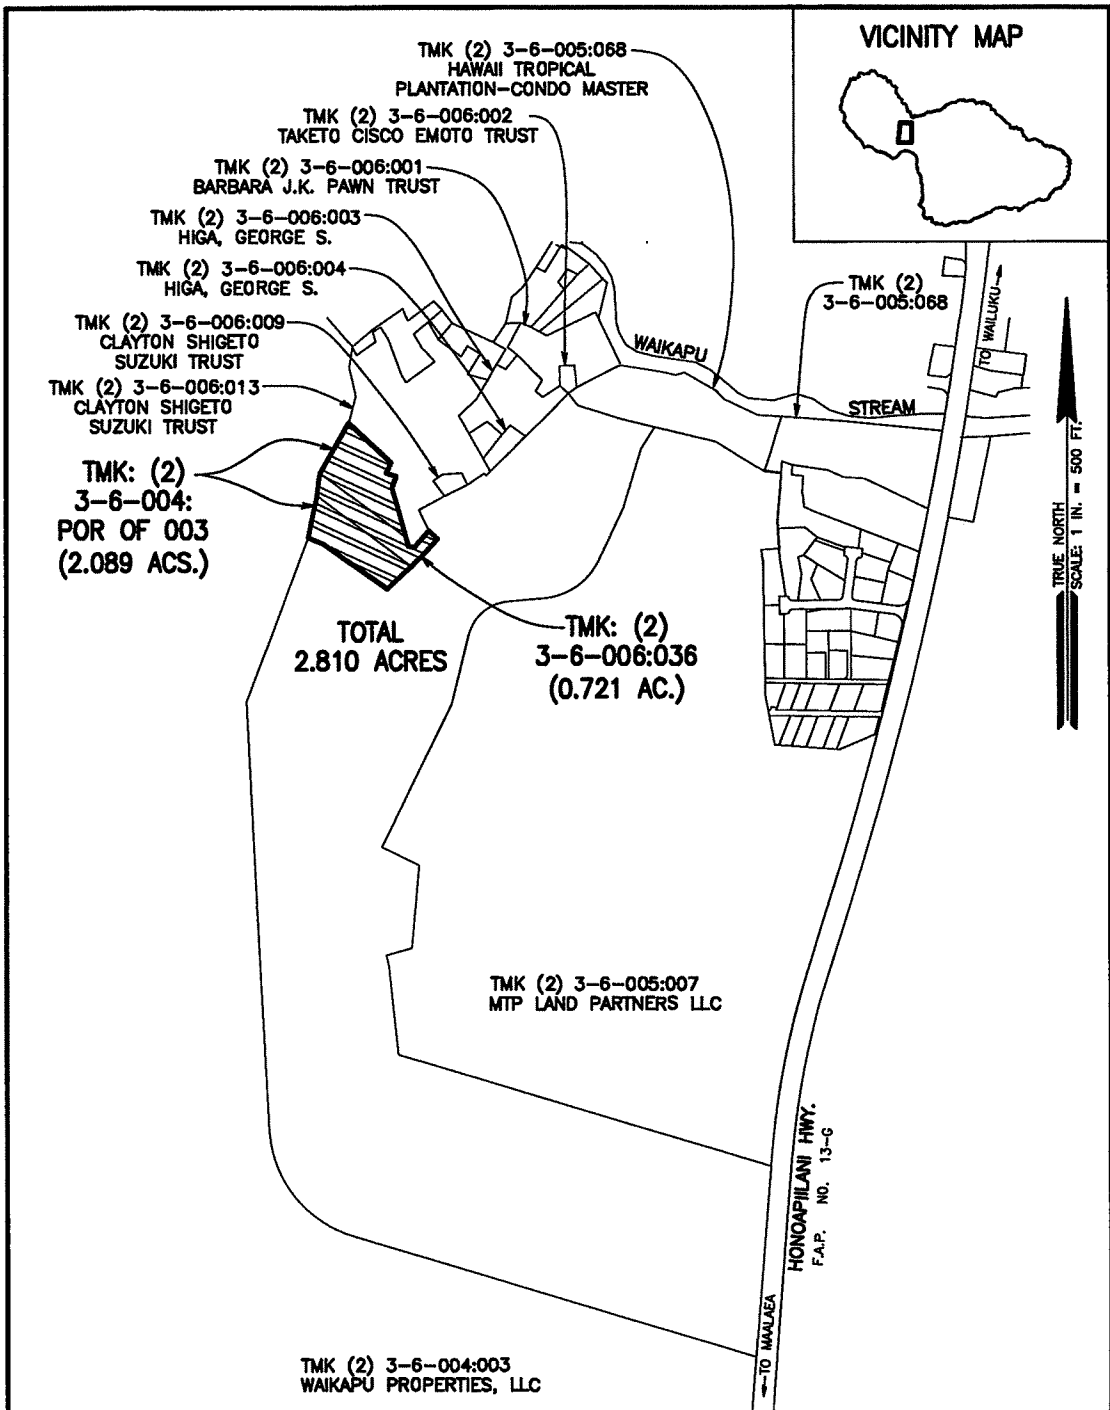 VICINITY MAP
TMK (2) 3-6-005:068
HAWAII TROPICAL
PLANTATION-CONDO MASTER
TMK (2) 3-6-006:002
TAKETO CISCO EMOTO TRUST
TMK (2) 3-6-006:001
BARBARA J.K. PAWN TRUST
TMK (2) 3-6-006:003
HIGA, GEORGE S.
TMK (2) 3-6-006:004
HIGA, GEORGE S.
TMK (2) 3-6-006:009
CLAYTON SHIGETO
SUZUKI TRUST
TMK (2) 3-6-006:013
CLAYTON SHIGETO
SUZUKI TRUST
TMK: (2)
3-6-004:
POR OF 003
(2.089 ACS.)
TMK (2)
3-6-005:068
WAIKAPU
STREAM
TO WAILUKU
TRUE NORTH
SCALE: 1 IN. = 500 FT.
TOTAL
2.810 ACRES
TMK: (2)
3-6-006:036
(0.721 AC.)
TMK (2) 3-6-005:007
MTP LAND PARTNERS LLC
HONOAPIILANI HWY.
F.A.P. NO. 13-G
TO MAALAEA
TMK (2) 3-6-004:003
WAIKAPU PROPERTIES, LLC